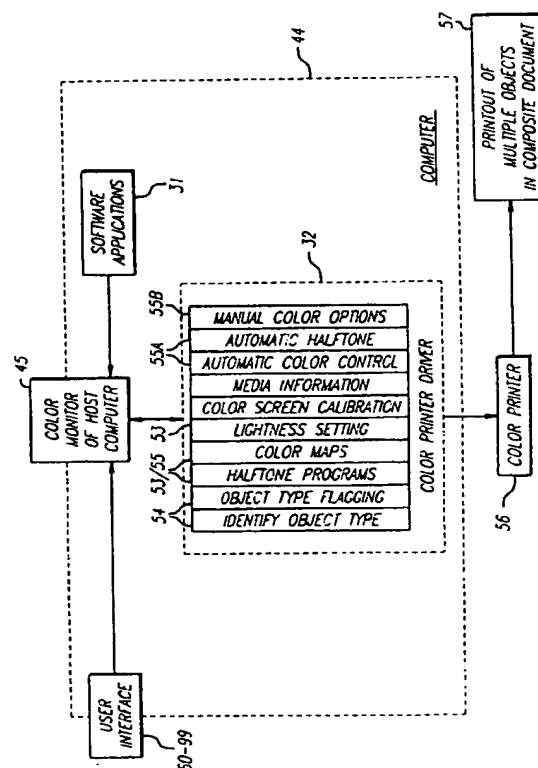 44
COMPUTER
57
PRINTOUT OF
MULTIPLE OBJECTS
IN COMPOSITE DOCUMENT
SOFTWARE
APPLICATIONS
31
32
45
COLOR
MONITOR
OF HOST
COMPUTER
55B
MANUAL COLOR OPTIONS
55A
AUTOMATIC HALFTONE
AUTOMATIC COLOR CONTROL
MEDIA INFORMATION
COLOR SCREEN CALIBRATION
53
LIGHTNESS SETTING
53/55
COLOR MAPS
HALFTONE PROGRAMS
54
OBJECT TYPE FLAGGING
IDENTIFY OBJECT TYPE
COLOR PRINTER DRIVER
COLOR PRINTER
56
USER
INTERFACE
60-99